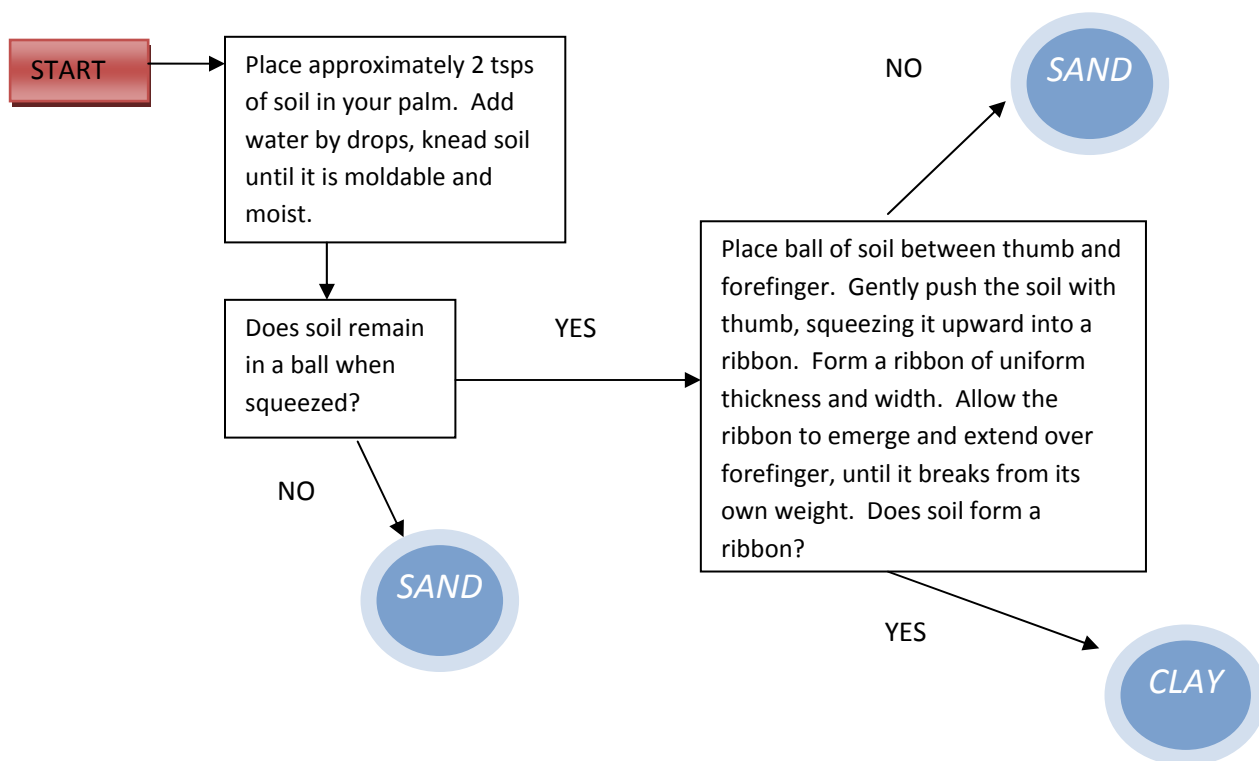 START
Place approximately 2 tsps
of soil in your palm.  Add
water by drops, knead soil
until it is moldable and
moist.
Does soil remain
in a ball when
squeezed?
NO
SAND
YES
Place ball of soil between thumb and
forefinger.  Gently push the soil with
thumb, squeezing it upward into a
ribbon.  Form a ribbon of uniform
thickness and width.  Allow the
ribbon to emerge and extend over
forefinger, until it breaks from its
own weight.  Does soil form a
ribbon?
NO
SAND
YES
CLAY